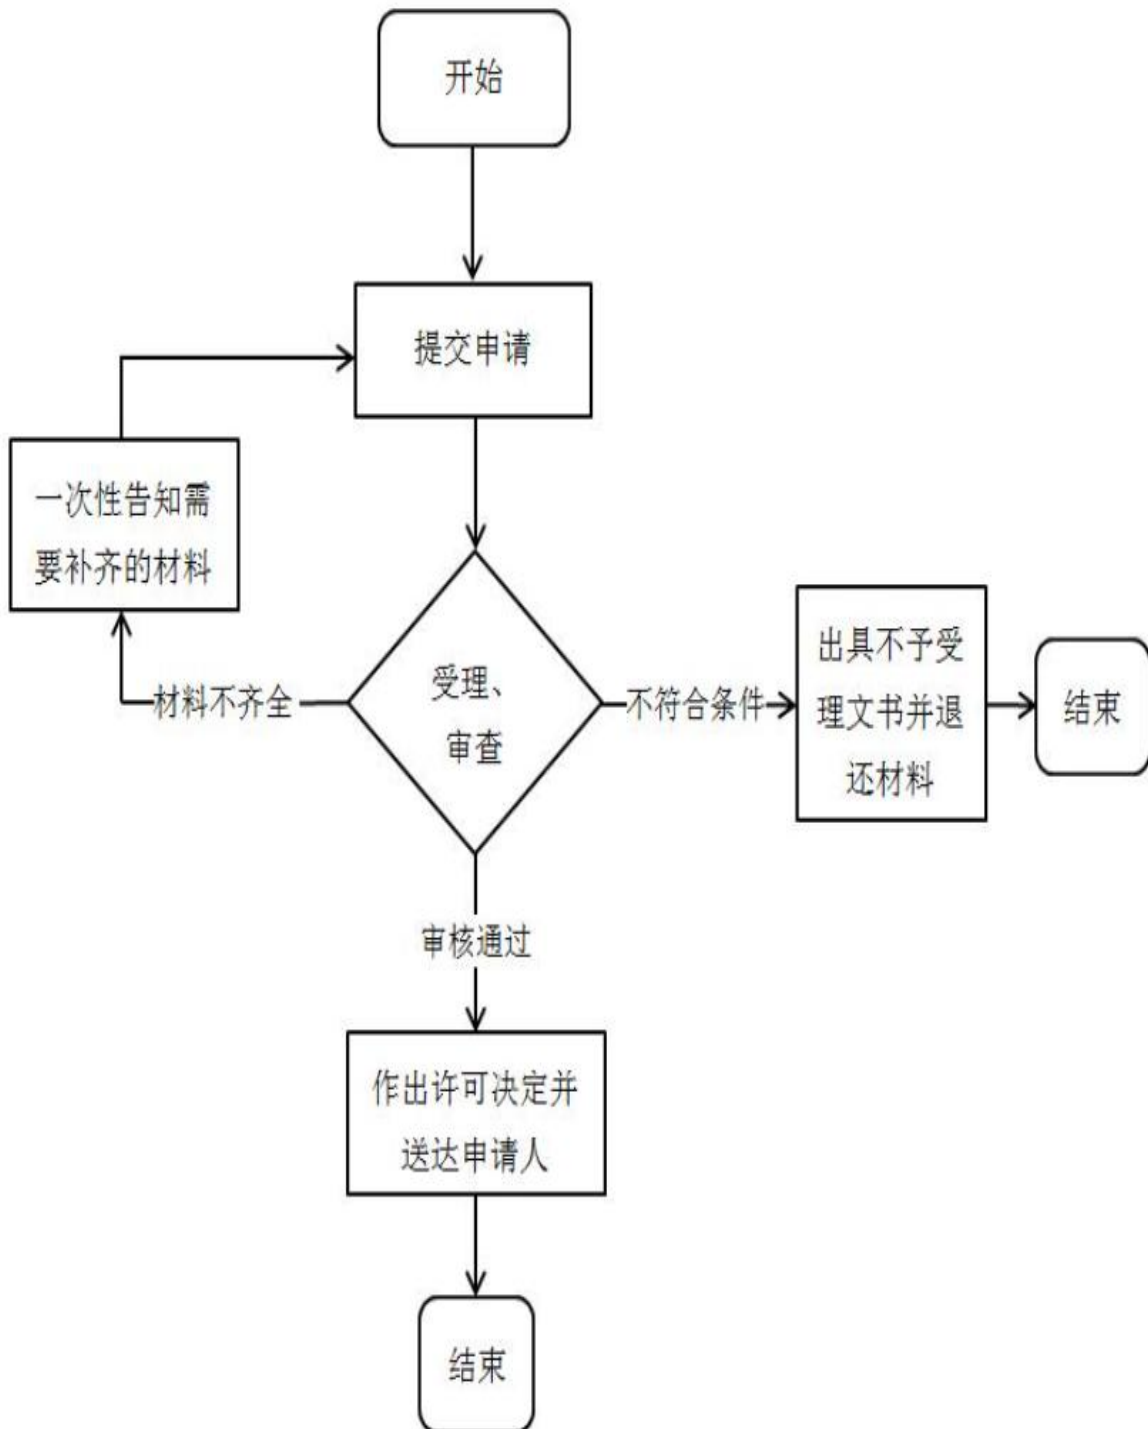 开始
提交申请
一次性告知需
要补齐的材料
材料不齐全
受理、
审查
不符合条件
出具不予受
理文书并退
还材料
结束
审核通过
作出许可决定并
送达申请人
结束